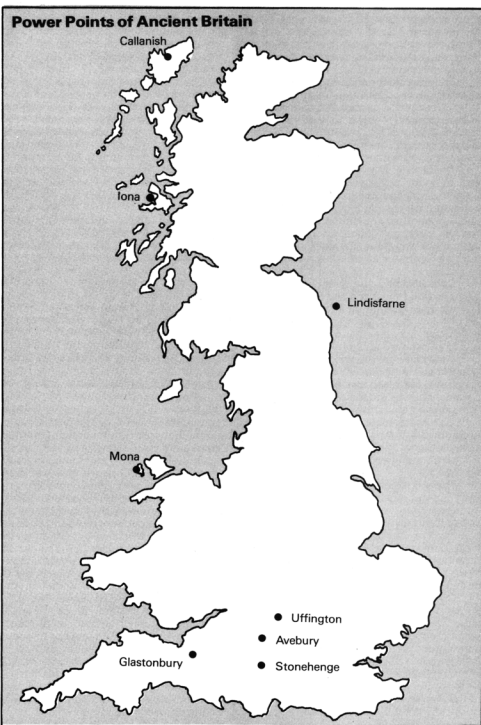 Power Points of Ancient Britain
Callanish
Iona
Lindisfarne
Mona
Uffington
Avebury
Glastonbury
Stonehenge